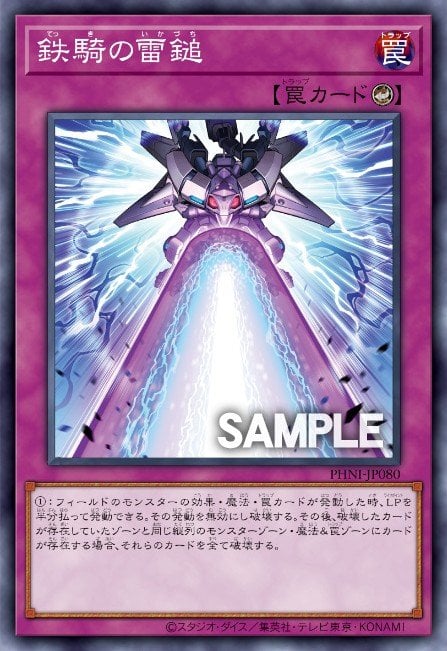 鉄騎の雷鎚
罠
【罠カード】
SAMPLE
PHNI-JP080
①:フィールドのモンスターの効果・魔法・罠カードが発動した時、LPを
半分払って発動できる。その発動を無効にし破壊する。その後、破壊したカード
が存在していたゾーンと同じ縦列のモンスターゾーン・魔法&罠ゾーンにカード
が存在する場合、それらのカードを全て破壊する。
©スタジオ・ダイス/集英社・テレビ東京・KONAMI